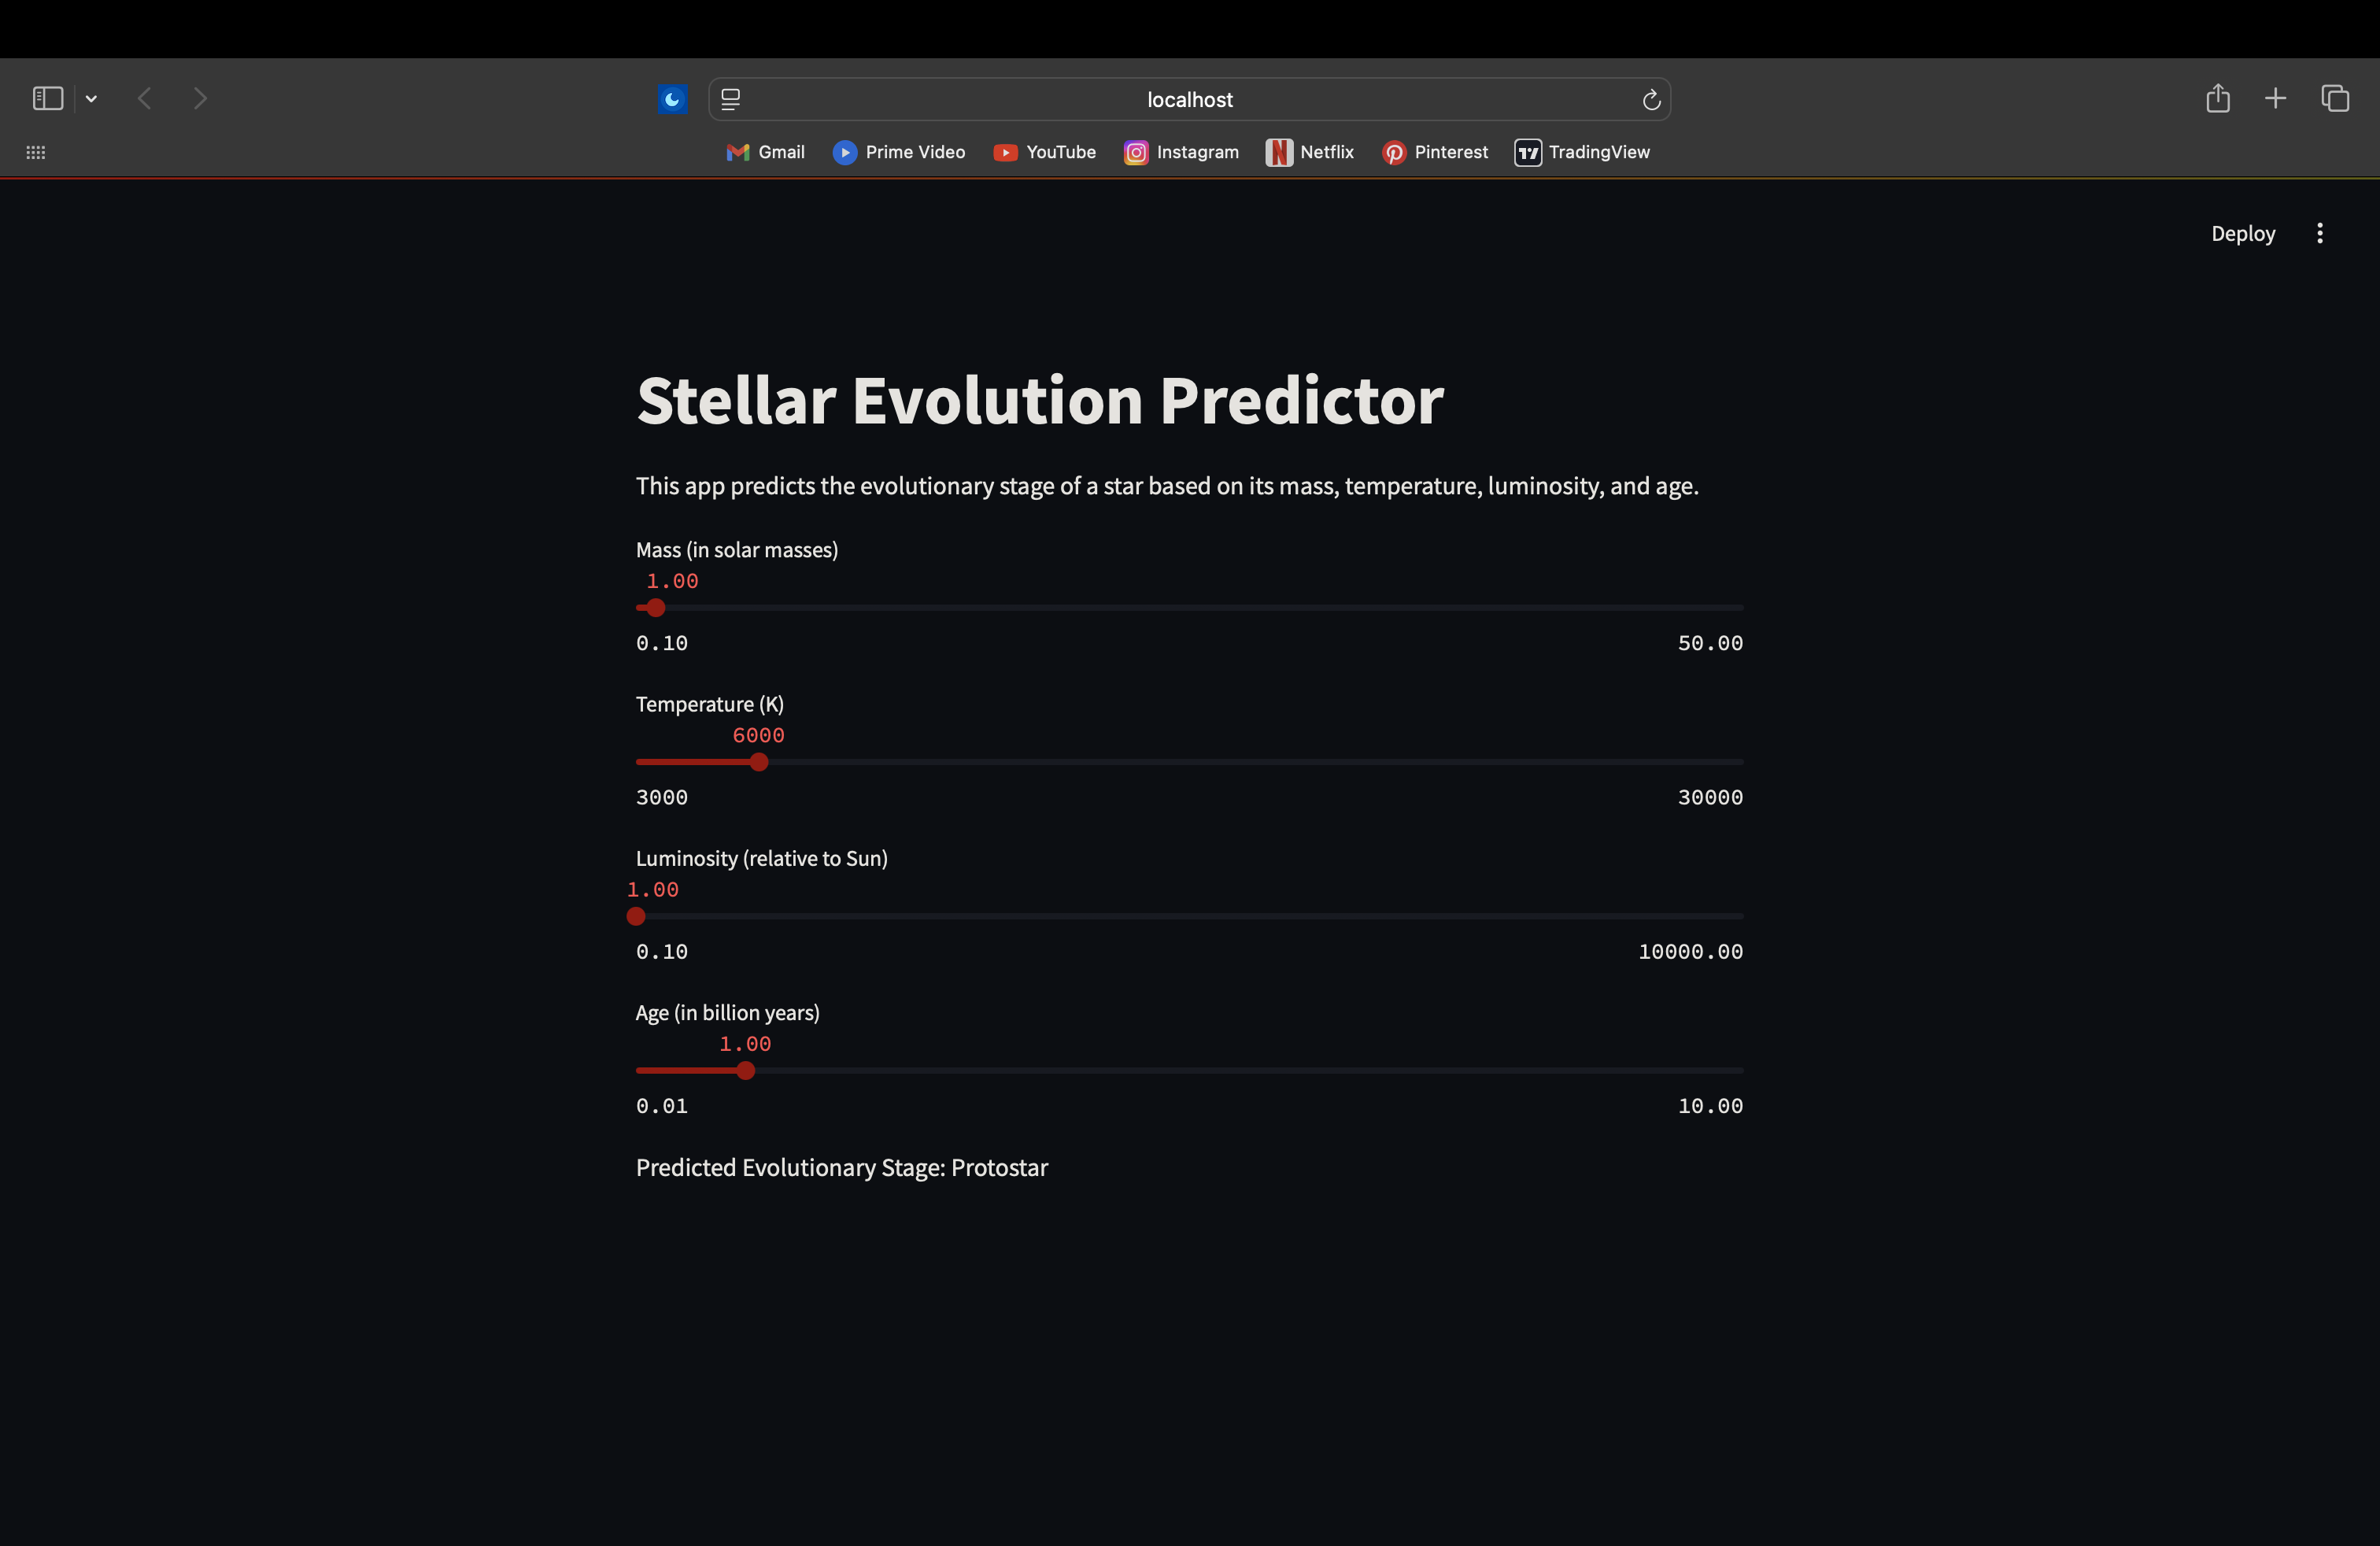 localhost
Gmail Prime Video YouTube Instagram Netflix Pinterest TradingView
Deploy
Stellar Evolution Predictor
This app predicts the evolutionary stage of a star based on its mass, temperature, luminosity, and age.
Mass (in solar masses)
1.00
0.10 50.00
Temperature (K)
6000
3000 30000
Luminosity (relative to Sun)
1.00
0.10 10000.00
Age (in billion years)
1.00
0.01 10.00
Predicted Evolutionary Stage: Protostar